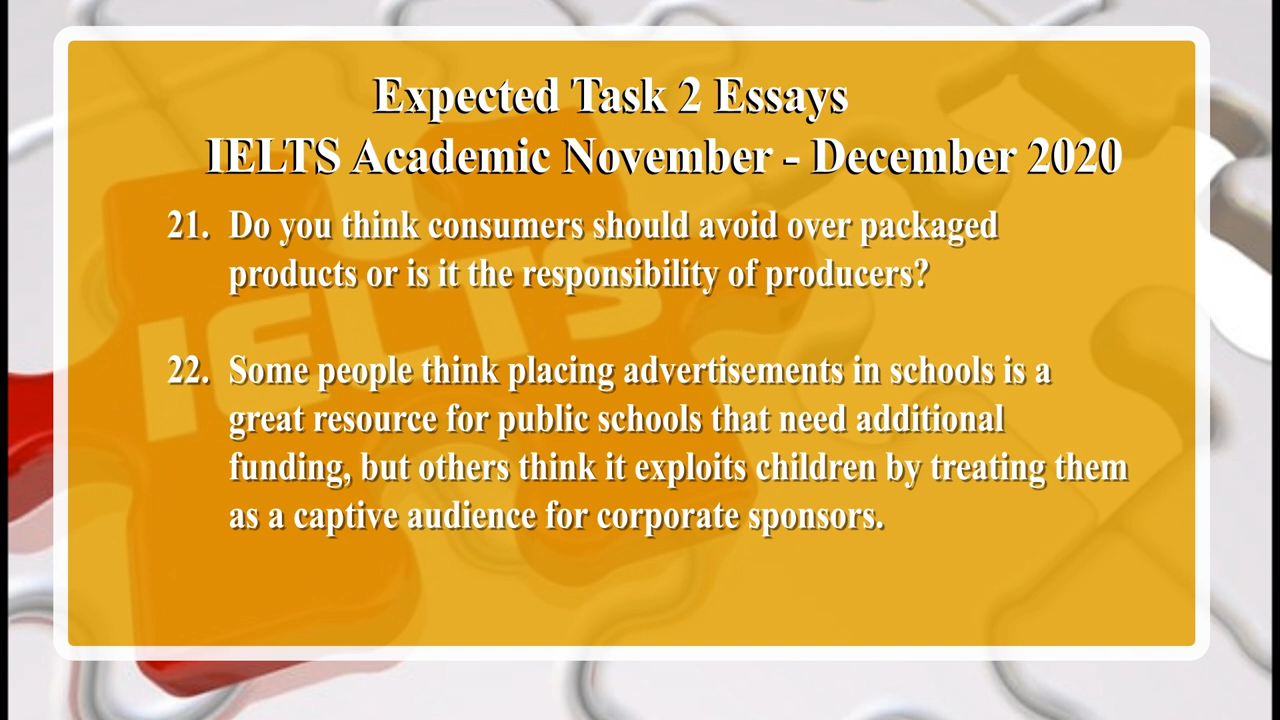 Expected Task 2 Essays
IELTS Academic November - December 2020
21. Do you think consumers should avoid over packaged
products or is it the responsibility of producers?
22. Some people think placing advertisements in schools is a
great resource for public schools that need additional
funding, but others think it exploits children by treating them
as a captive audience for corporate sponsors.
IELTS